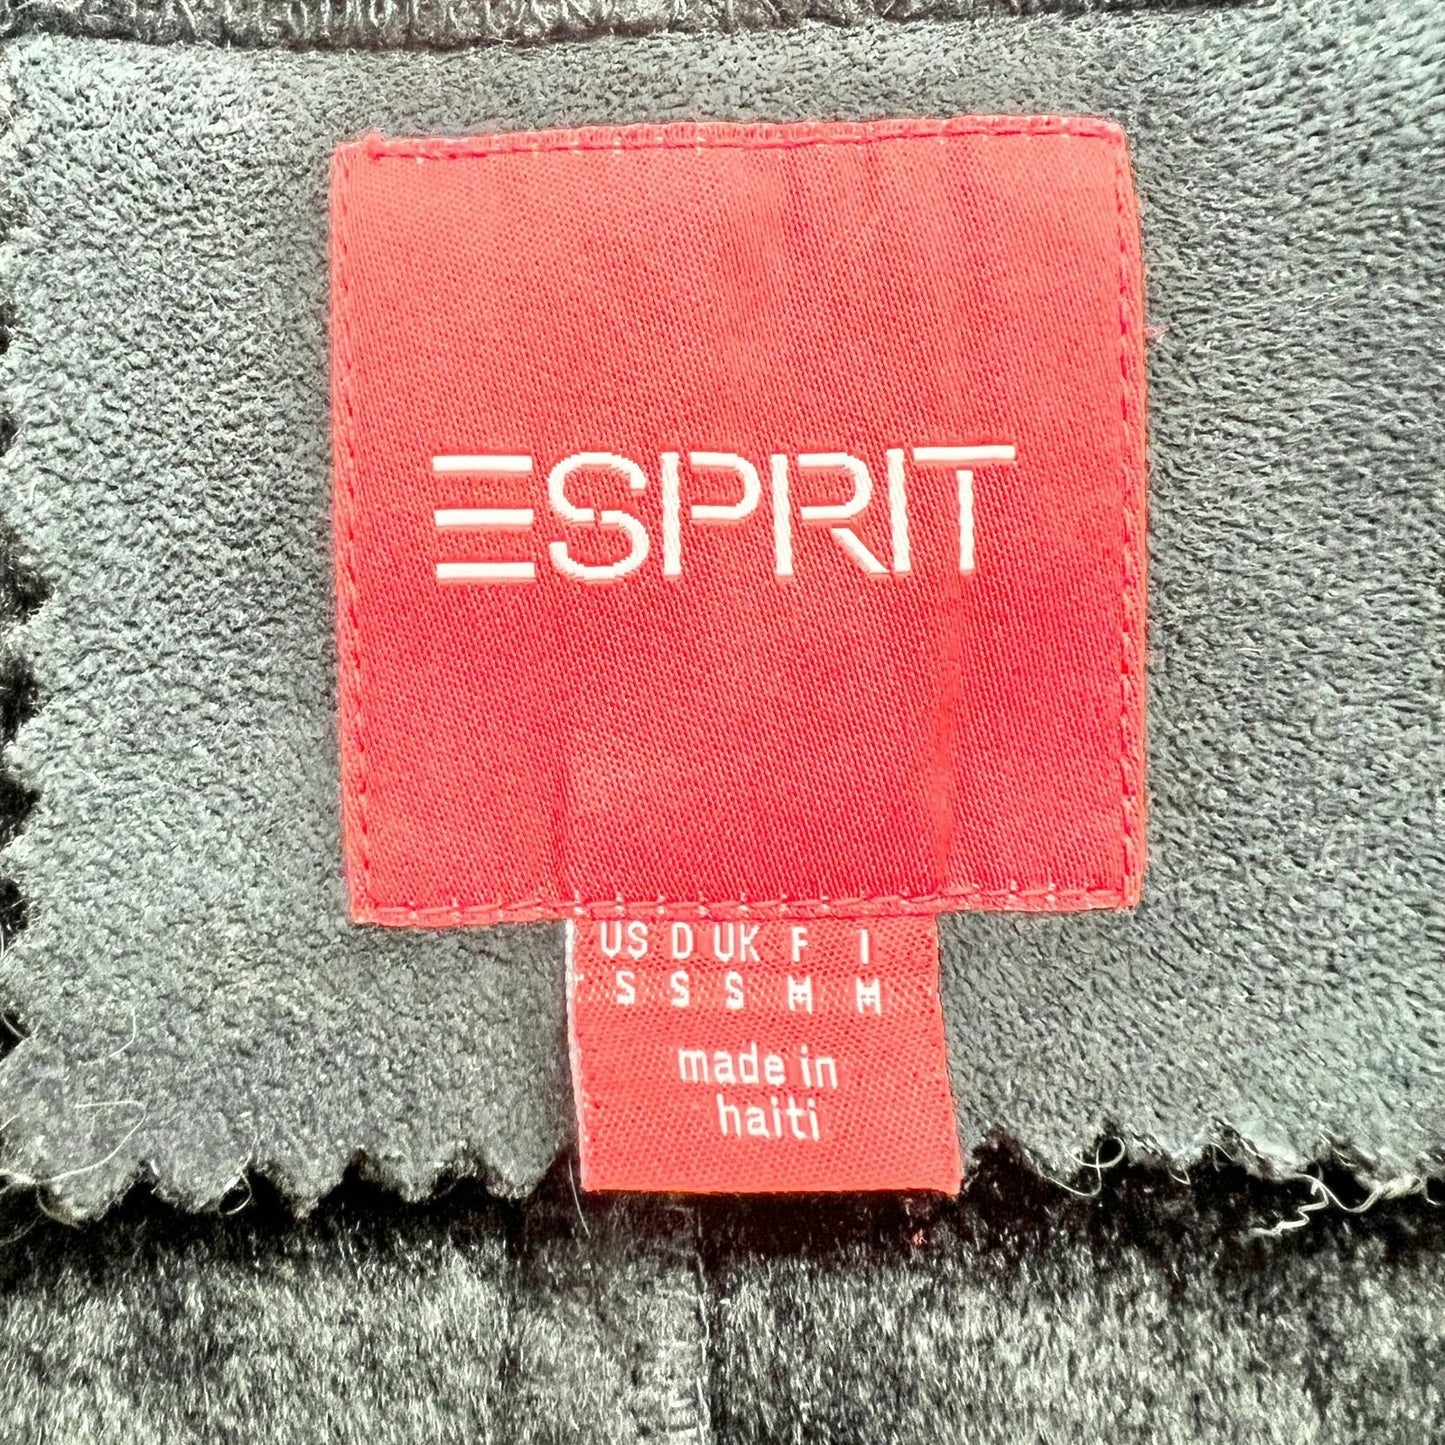 ESPRIT
US D UK F I
S S S M M
made in
haiti